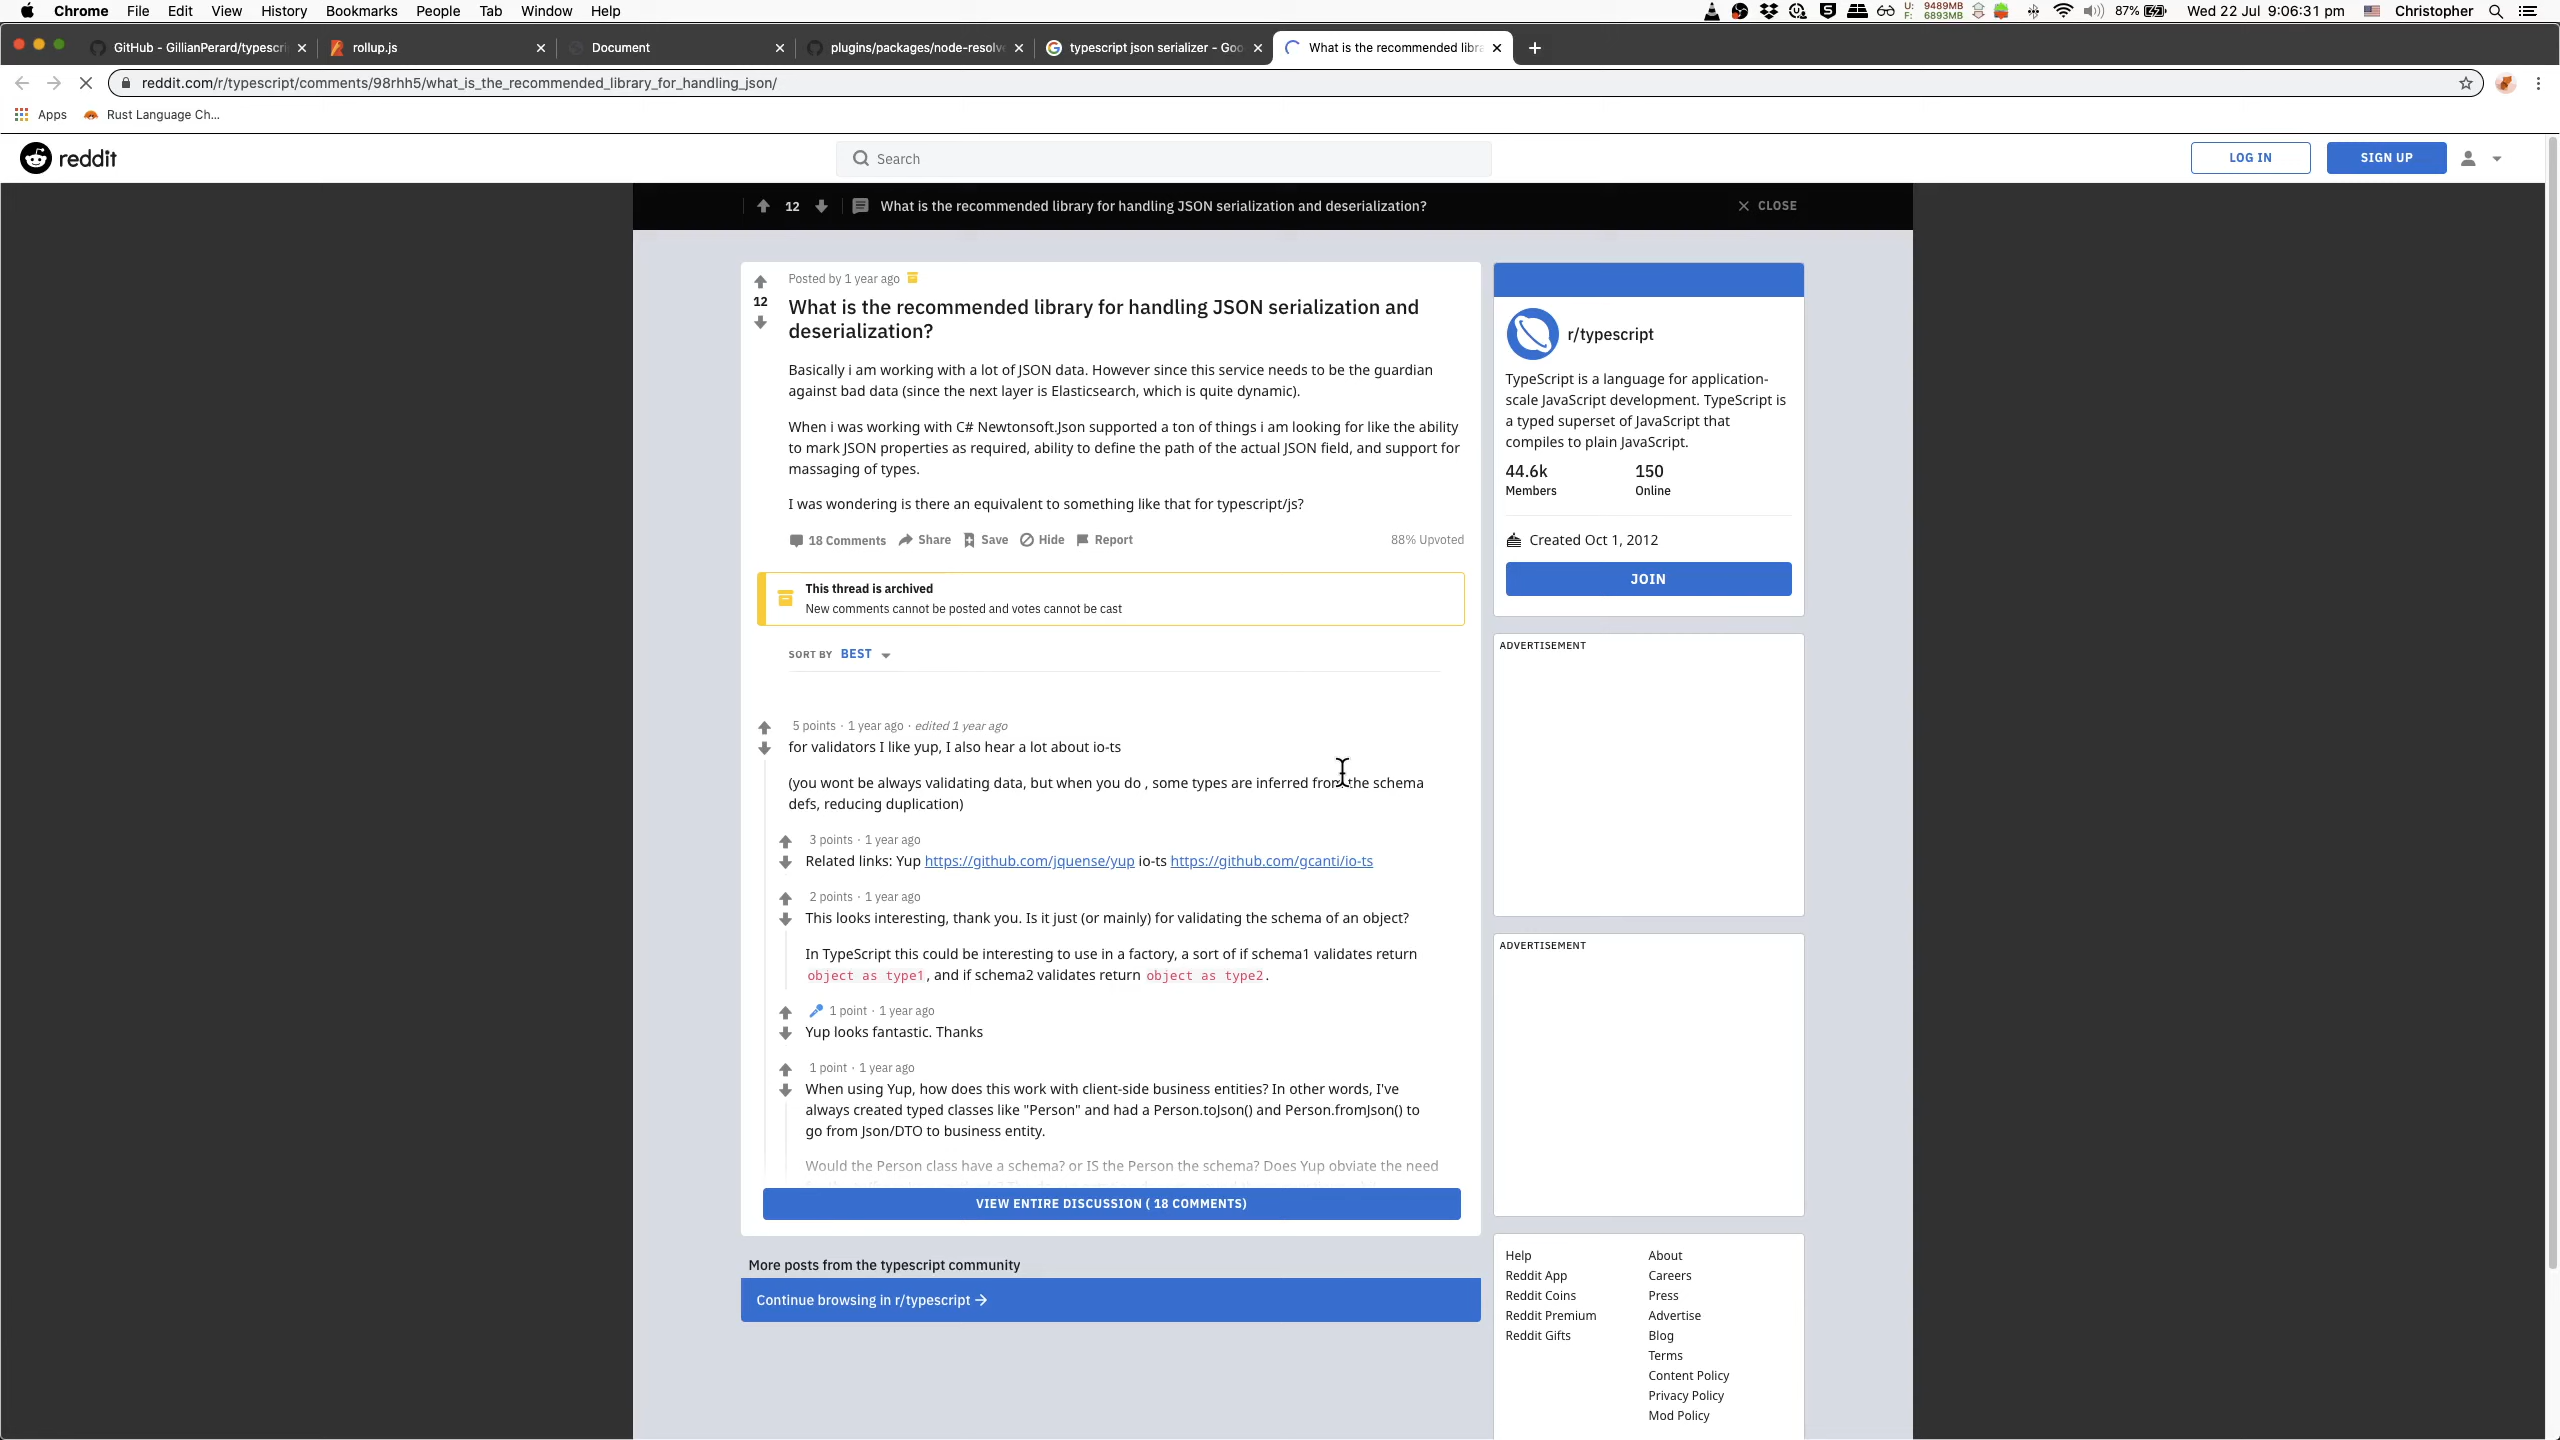 Chrome File Edit View History Bookmarks People Tab Window Help
U: 9489MB
F: 6893MB
87%
Wed 22 Jul 9:06:31 pm
Christopher
GitHub - GillianPerard/typescri
rollup.js
Document
plugins/packages/node-resolve
typescript json serializer - Goo
What is the recommended libra
reddit.com/r/typescript/comments/98rhh5/what_is_the_recommended_library_for_handling_json/
Apps
Rust Language Ch...
reddit
Search
LOG IN
SIGN UP
12
What is the recommended library for handling JSON serialization and deserialization?
CLOSE
Posted by 1 year ago
12
What is the recommended library for handling JSON serialization and
deserialization?
Basically i am working with a lot of JSON data. However since this service needs to be the guardian
against bad data (since the next layer is Elasticsearch, which is quite dynamic).
When i was working with C# Newtonsoft.Json supported a ton of things i am looking for like the ability
to mark JSON properties as required, ability to define the path of the actual JSON field, and support for
massaging of types.
I was wondering is there an equivalent to something like that for typescript/js?
18 Comments Share Save Hide Report
88% Upvoted
This thread is archived
New comments cannot be posted and votes cannot be cast
SORT BY BEST
5 points · 1 year ago · edited 1 year ago
for validators I like yup, I also hear a lot about io-ts
(you wont be always validating data, but when you do , some types are inferred from the schema
defs, reducing duplication)
3 points · 1 year ago
Related links: Yup https://github.com/jquense/yup io-ts https://github.com/gcanti/io-ts
2 points · 1 year ago
This looks interesting, thank you. Is it just (or mainly) for validating the schema of an object?
In TypeScript this could be interesting to use in a factory, a sort of if schema1 validates return
object as type1, and if schema2 validates return object as type2.
1 point · 1 year ago
Yup looks fantastic. Thanks
1 point · 1 year ago
When using Yup, how does this work with client-side business entities? In other words, I've
always created typed classes like "Person" and had a Person.toJson() and Person.fromJson() to
go from Json/DTO to business entity.
Would the Person class have a schema? or IS the Person the schema? Does Yup obviate the need
VIEW ENTIRE DISCUSSION ( 18 COMMENTS)
More posts from the typescript community
Continue browsing in r/typescript
r/typescript
TypeScript is a language for application-
scale JavaScript development. TypeScript is
a typed superset of JavaScript that
compiles to plain JavaScript.
44.6k
Members
150
Online
Created Oct 1, 2012
JOIN
ADVERTISEMENT
ADVERTISEMENT
Help
Reddit App
Reddit Coins
Reddit Premium
Reddit Gifts
About
Careers
Press
Advertise
Blog
Terms
Content Policy
Privacy Policy
Mod Policy